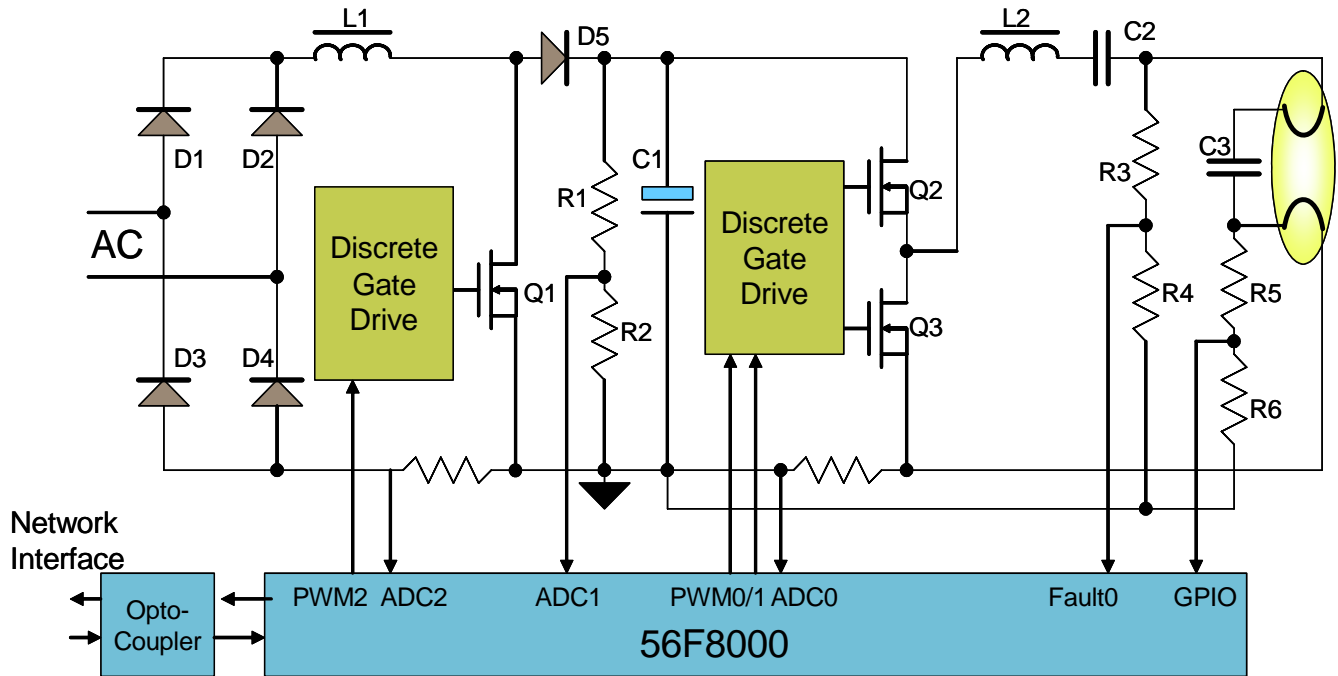 L1
D5
L2
C2
D1
D2
C1
R1
R3
C3
AC
Discrete
Gate
Drive
Q1
Discrete
Gate
Drive
Q2
Q3
R2
R4
R5
R6
D3
D4
Network
Interface
Opto-
Coupler
PWM2
ADC2
ADC1
PWM0/1
ADC0
Fault0
GPIO
56F8000